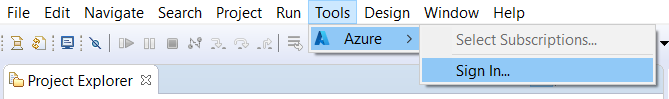 File Edit Navigate Search Project Run Tools Design Window Help
Azure
Select Subscriptions...
Sign In...
Project Explorer